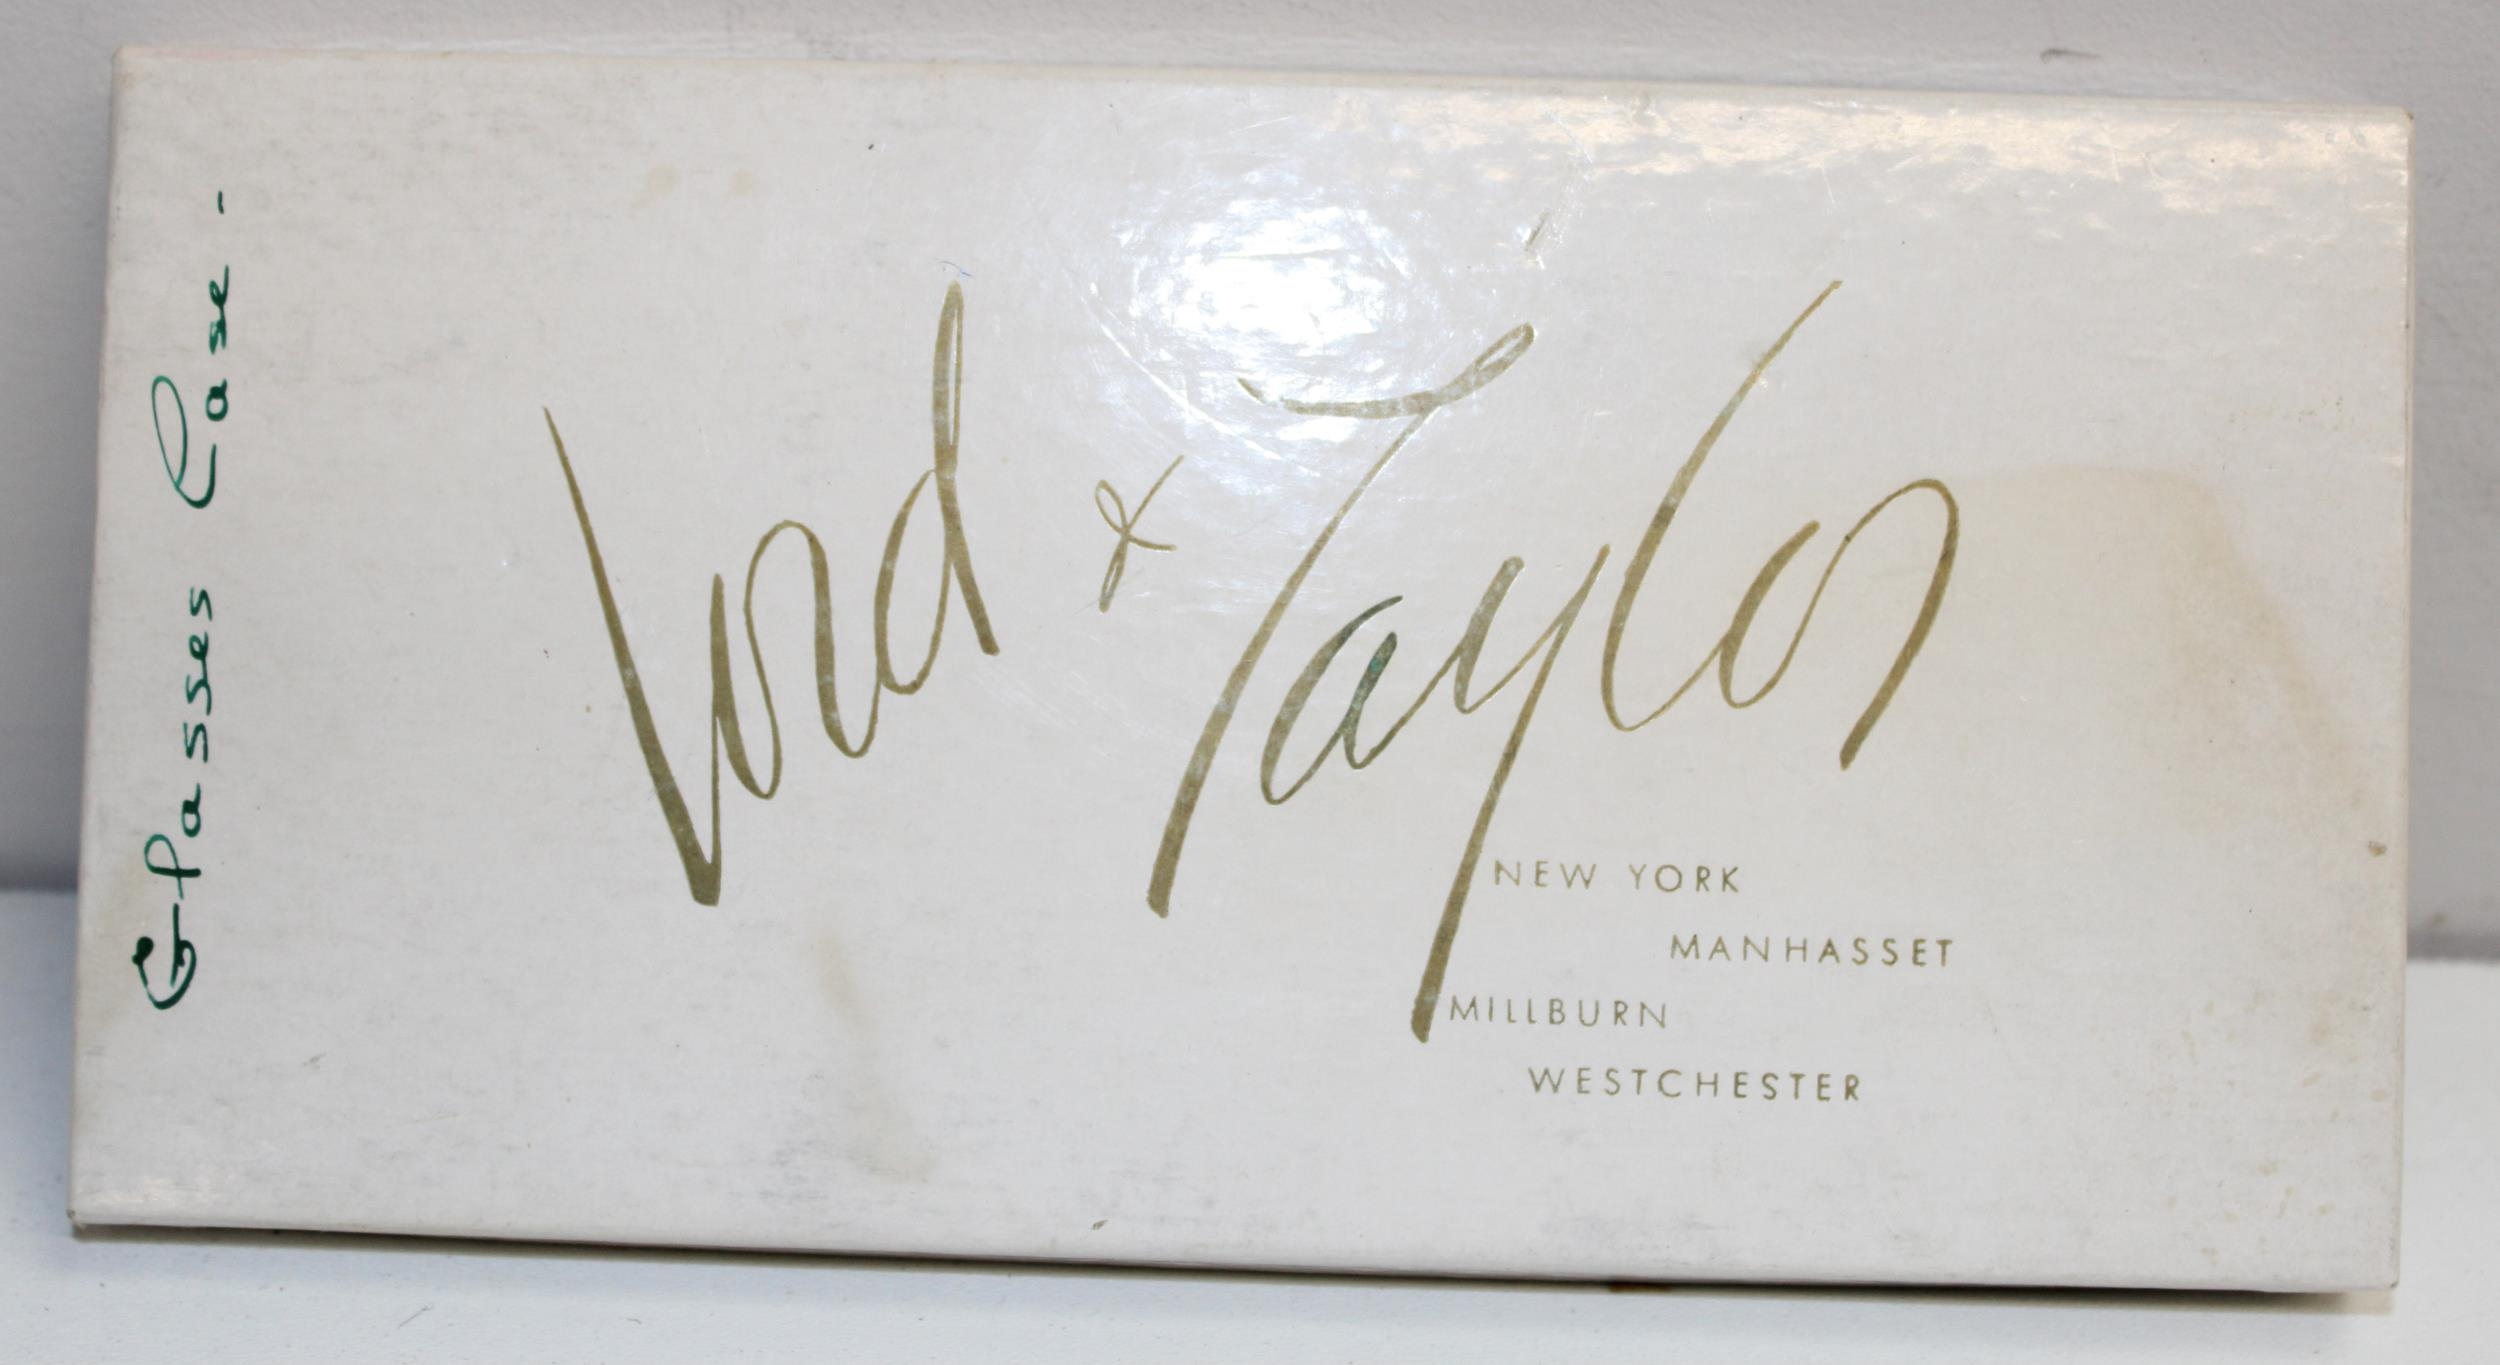 Glasses Case -
Lord & Taylor
NEW YORK
MANHASSET
MILLBURN
WESTCHESTER